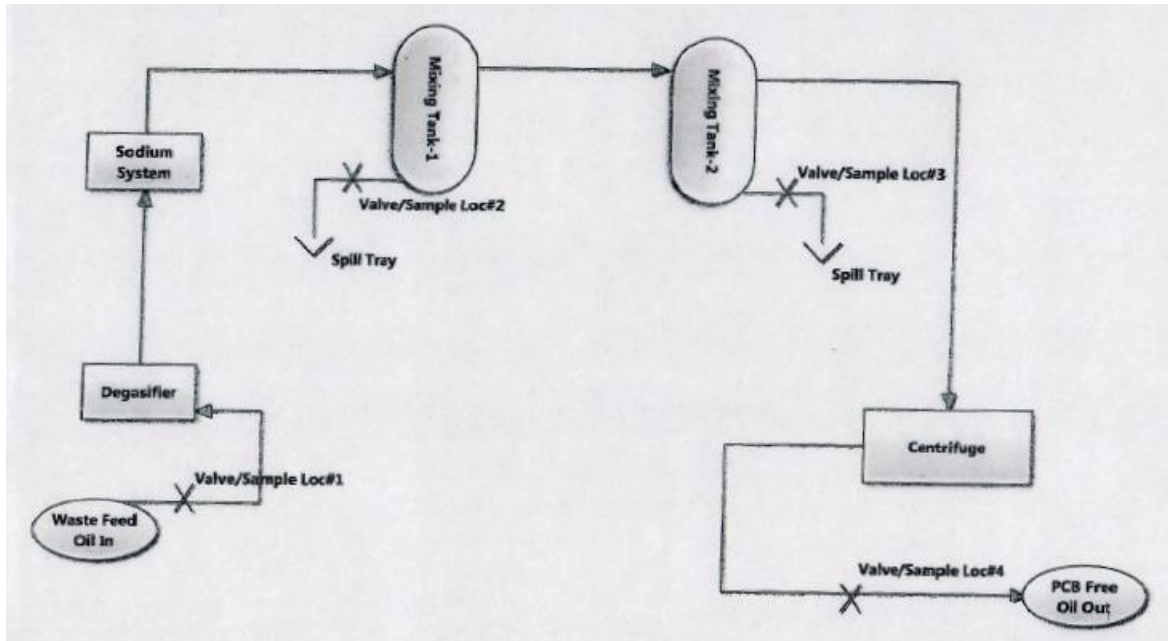 Mixing Tank-1
Mixing Tank-2
Sodium
System
Valve/Sample Loc#2
Spill Tray
Valve/Sample Loc#3
Spill Tray
Degasifier
Valve/Sample Loc#1
Waste Feed
Oil In
Centrifuge
Valve/Sample Loc#4
PCB Free
Oil Out